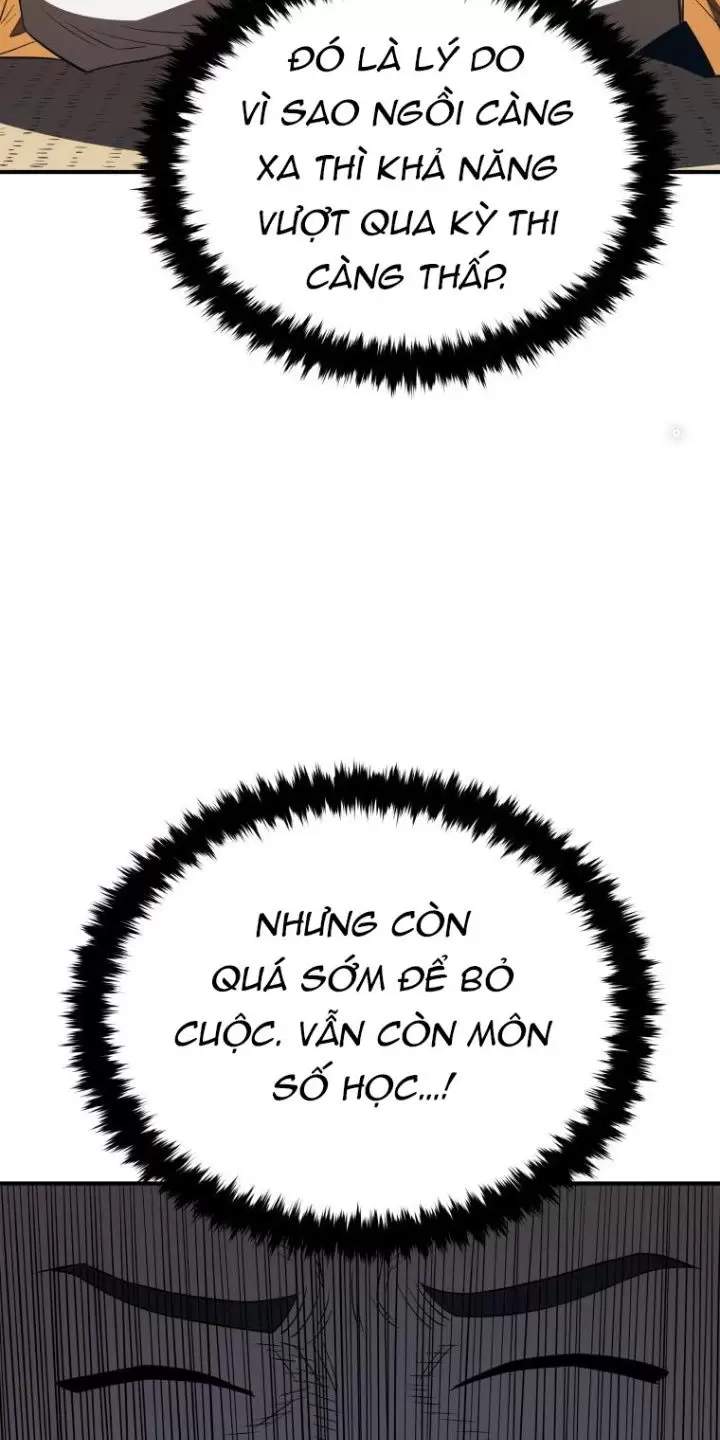 ĐÓ LÀ LÝ DO
VÌ SAO NGỒI CÀNG
XA THÌ KHẢ NĂNG
VƯỢT QUA KỲ THI
CÀNG THẤP.
NHƯNG CÒN
QUÁ SỚM ĐỂ BỎ
CUỘC. VẪN CÒN MÔN
SỐ HỌC...!